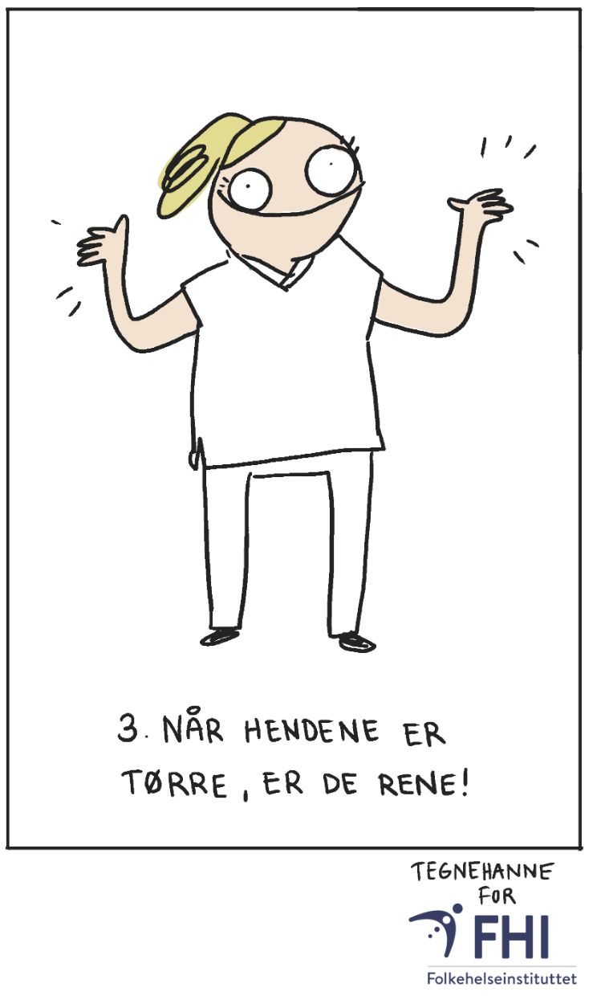 3. NÅR HENDENE ER
TØRRE, ER DE RENE!
TEGNEHANNE
FOR
FHI
Folkehelseinstituttet